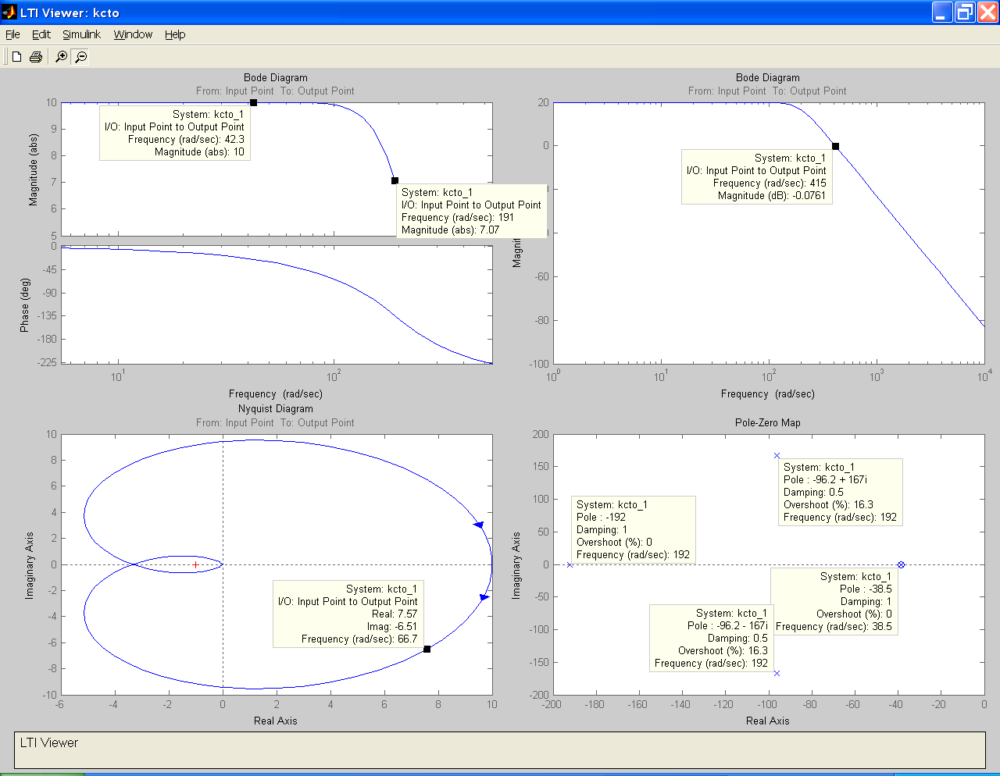 LTI Viewer: kcto
File Edit Simulink Window Help
Bode Diagram
From: Input Point To: Output Point
Magnitude (abs)
10
9
8
7
6
5
System: kcto_1
I/O: Input Point to Output Point
Frequency (rad/sec): 42.3
Magnitude (abs): 10
System: kcto_1
I/O: Input Point to Output Point
Frequency (rad/sec): 191
Magnitude (abs): 7.07
Phase (deg)
0
-45
-90
-135
-180
-225
10^1 10^2
Frequency (rad/sec)
Bode Diagram
From: Input Point To: Output Point
20
0
-60
-80
-100
System: kcto_1
I/O: Input Point to Output Point
Frequency (rad/sec): 415
Magnitude (dB): -0.0761
10^0 10^1 10^2 10^3 10^4
Frequency (rad/sec)
Nyquist Diagram
From: Input Point To: Output Point
Imaginary Axis
10
8
6
4
2
0
-2
-4
-6
-8
-10
System: kcto_1
I/O: Input Point to Output Point
Real: 7.57
Imag: -6.51
Frequency (rad/sec): 66.7
-6 -4 -2 0 2 4 6 8 10
Real Axis
Pole-Zero Map
Imaginary Axis
200
150
100
50
0
-50
-100
-150
-200
System: kcto_1
Pole : -96.2 + 167i
Damping: 0.5
Overshoot (%): 16.3
Frequency (rad/sec): 192
System: kcto_1
Pole : -192
Damping: 1
Overshoot (%): 0
Frequency (rad/sec): 192
System: kcto_1
Pole : -38.5
Damping: 1
Overshoot (%): 0
Frequency (rad/sec): 38.5
System: kcto_1
Pole : -96.2 - 167i
Damping: 0.5
Overshoot (%): 16.3
Frequency (rad/sec): 192
-200 -180 -160 -140 -120 -100 -80 -60 -40 -20 0
Real Axis
LTI Viewer